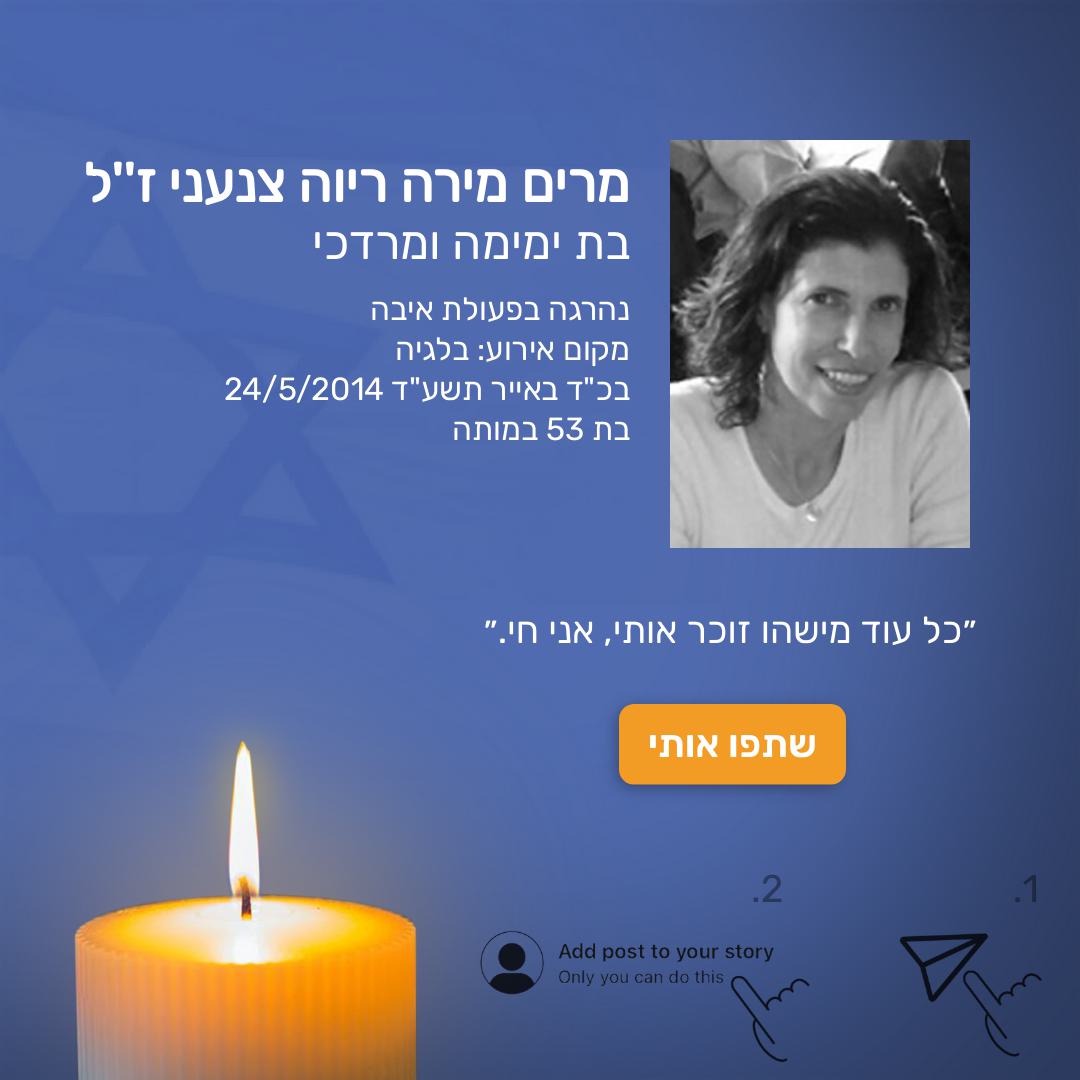 מרים מירה ריוה צנעני ז"ל
בת ימימה ומרדכי
נהרגה בפעולת איבה
מקום אירוע: בלגיה
בכ"ד באייר תשע"ד 24/5/2014
בת 53 במותה
״כל עוד מישהו זוכר אותי, אני חי.״
שתפו אותי
.1
.2
Add post to your story
Only you can do this